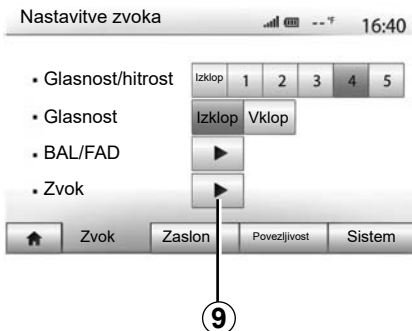 Nastavitve zvoka -- °F 16:40
Glasnost/hitrost Izklop 1 2 3 4 5
Glasnost Izklop Vklop
BAL/FAD
Zvok
Zvok Zaslon Povezljivost Sistem
9